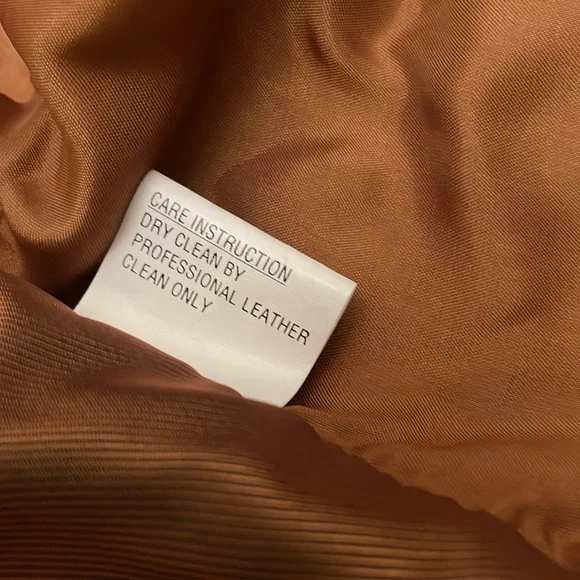 CARE INSTRUCTION
DRY CLEAN BY
PROFESSIONAL LEATHER
CLEAN ONLY